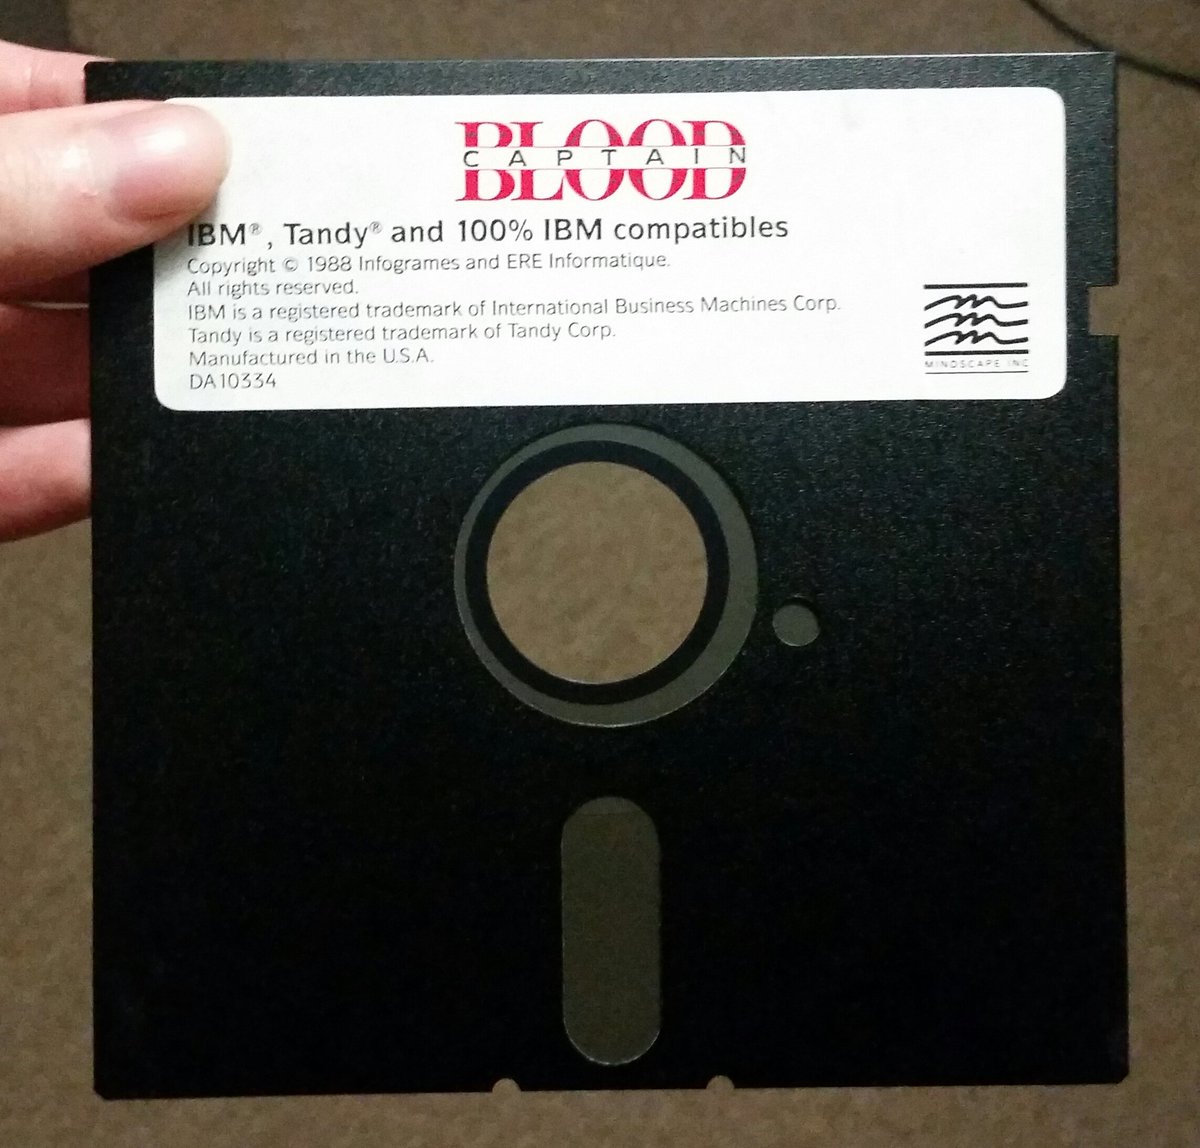 BLOOD
CAPTAIN
IBM®, Tandy® and 100% IBM compatibles
Copyright © 1988 Infogrames and ERE Informatique.
All rights reserved.
IBM is a registered trademark of International Business Machines Corp.
Tandy is a registered trademark of Tandy Corp.
Manufactured in the U.S.A.
DA10334
MINDSCAPE INC